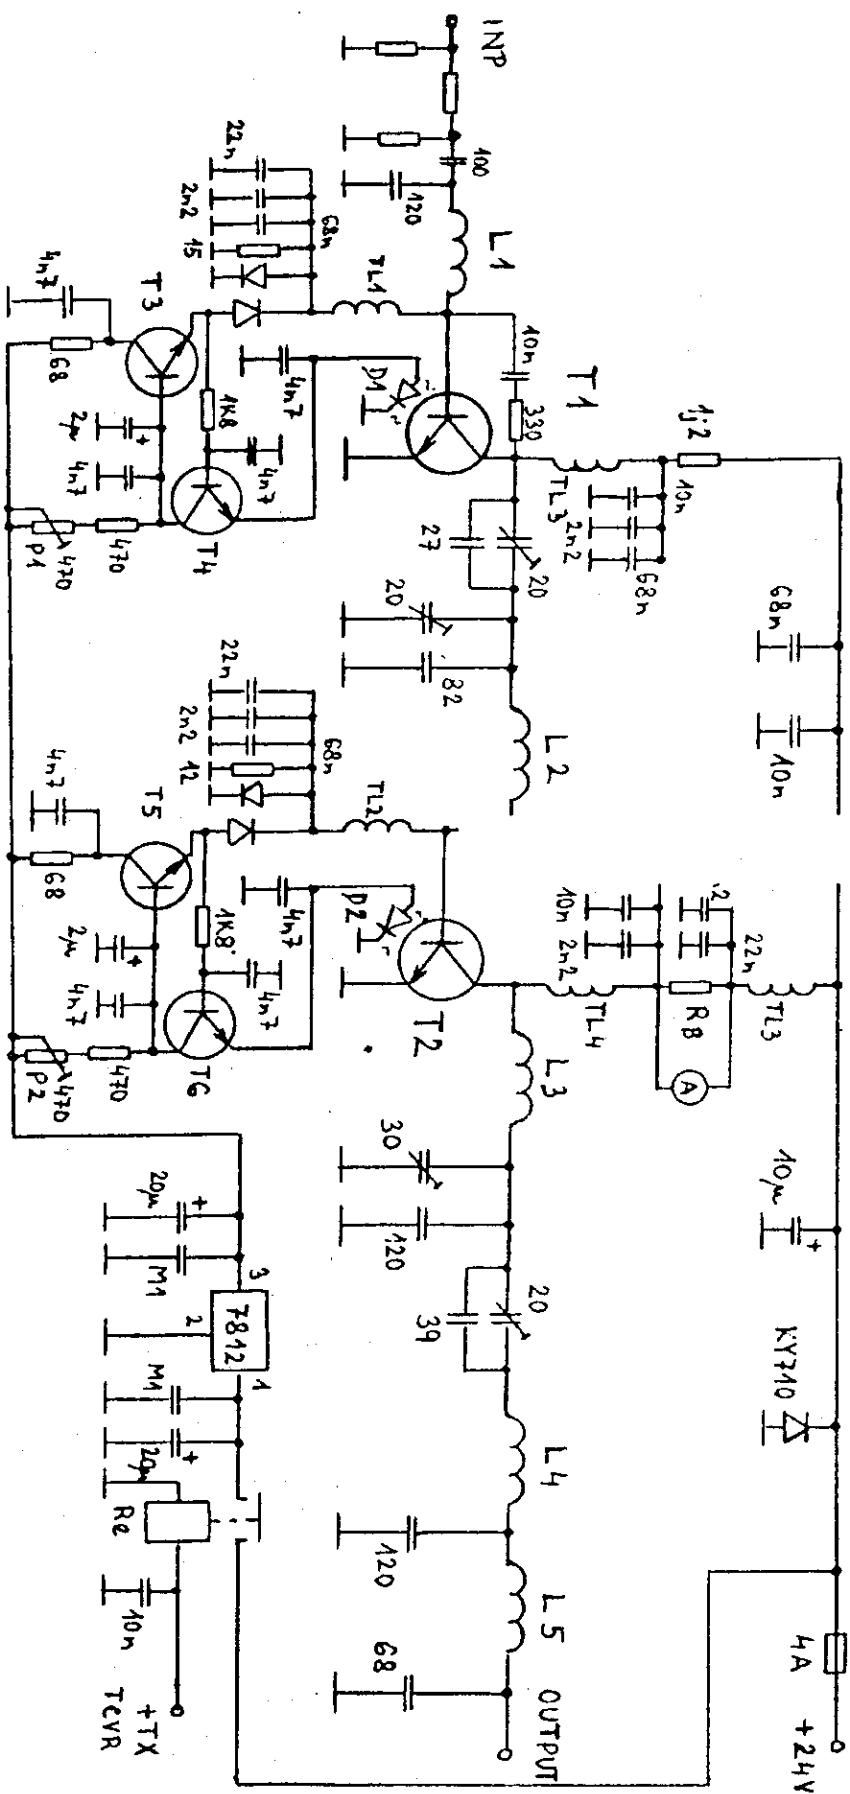 INP
100
120
L1
22n
2n2
68n
15
TL1
10n
330
T1
1j2
TL3
10n
2n2
68n
68n
10n
4n7
T3
68
1K8
4n7
D1
2µ
+
4n7
4n7
T4
P1
470
470
27
20
20
82
L2
22n
2n2
68n
12
TL2
4n7
T5
68
1K8
4n7
D2
2µ
+
4n7
4n7
T6
P2
470
470
T2
10n
2n2
22n
RB
A
TL4
TL3
L3
30
120
20
39
10µ
+
KY710
L4
120
L5
68
OUTPUT
4A
+24V
20µ
+
M1
3
2
7812
1
M1
20µ
+
Re
10n
+TX
TCVR